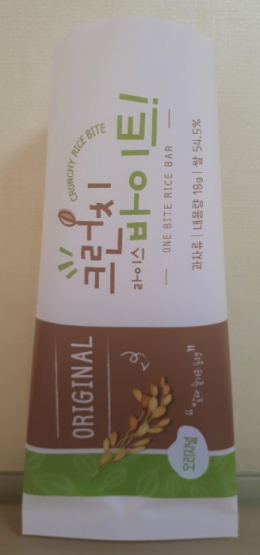 CRUNCHY RICE BITE
크런치
라이스
바이트!
ONE BITE RICE BAR
과자류 | 내용량 18g | 쌀 54.5%
ORIGINAL
오리지널